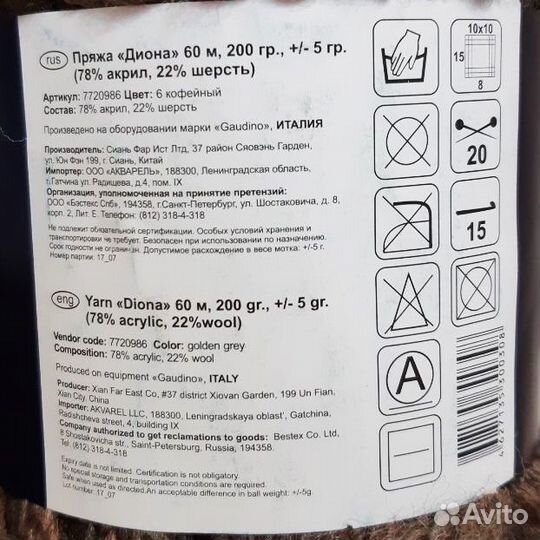 rus Пряжа «Диона» 60 м, 200 гр., +/- 5 гр.
(78% акрил, 22% шерсть)
Артикул: 7720986 Цвет: 6 кофейный
Состав: 78% акрил, 22% шерсть
Произведено на оборудовании марки «Gaudino», ИТАЛИЯ
Производитель: Сиань Фар Ист Лтд, 37 район Сяовэнь Гарден,
ул. Юн Фэн 199, г. Сиань, Китай
Импортер: ООО «АКВАРЕЛЬ», 188300, Ленинградская область,
г.Гатчина ул. Радищева, д.4, пом. IX
Организация, уполномоченная на принятие претензий:
ООО «Бэстекс Спб», 194358, г.Санкт-Петербург, ул. Шостаковича, д. 8,
корп. 2, Лит. Е. Телефон: (812) 318-4-318
Не подлежит обязательной сертификации. Особых условий хранения и
транспортировки не требует. Безопасен при использовании по назначению.
Срок годности не ограничен. Допустимое расхождение в весе мотка: +/-5 г.
Номер партии: 17_07
eng Yarn «Diona» 60 м, 200 gr., +/- 5 gr.
(78% acrylic, 22%wool)
Vendor code: 7720986 Color: golden grey
Composition: 78% acrylic, 22% wool
Produced on equipment «Gaudino», ITALY
Producer: Xian Far East Co, #37 district Xiovan Garden, 199 Un Fian.
Xian City, China
Importer: AKVAREL LLC, 188300, Leningradskaya oblast', Gatchina,
Radishcheva street, 4, building IX
Company authorized to get reclamations to goods: Bestex Co. Ltd.
8 Shostakovicha str., Saint-Petersburg, Russia, 194358.
Tel: (812) 318-4-318
Expiry date is not limited. Certification is not obligatory.
No special storage and transportation conditions required. Safe if used
as designated.An acceptable difference in ball weight: +/-5g.
Lot number: 17_07
10x10
15
8
20
15
A
4 627135 300308
Avito